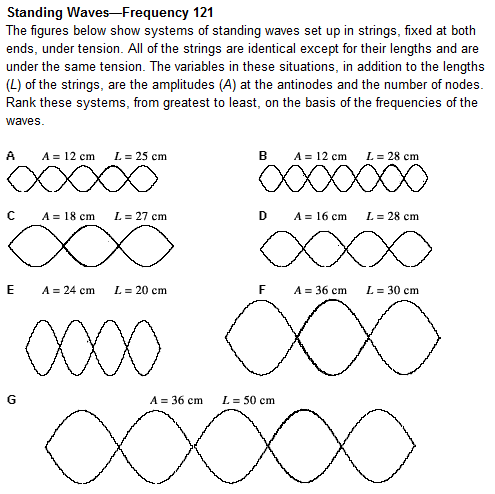 Standing Waves—Frequency 121
The figures below show systems of standing waves set up in strings, fixed at both
ends, under tension. All of the strings are identical except for their lengths and are
under the same tension. The variables in these situations, in addition to the lengths
(L) of the strings, are the amplitudes (A) at the antinodes and the number of nodes.
Rank these systems, from greatest to least, on the basis of the frequencies of the
waves.
A A = 12 cm L = 25 cm
B A = 12 cm L = 28 cm
C A = 18 cm L = 27 cm
D A = 16 cm L = 28 cm
E A = 24 cm L = 20 cm
F A = 36 cm L = 30 cm
G A = 36 cm L = 50 cm